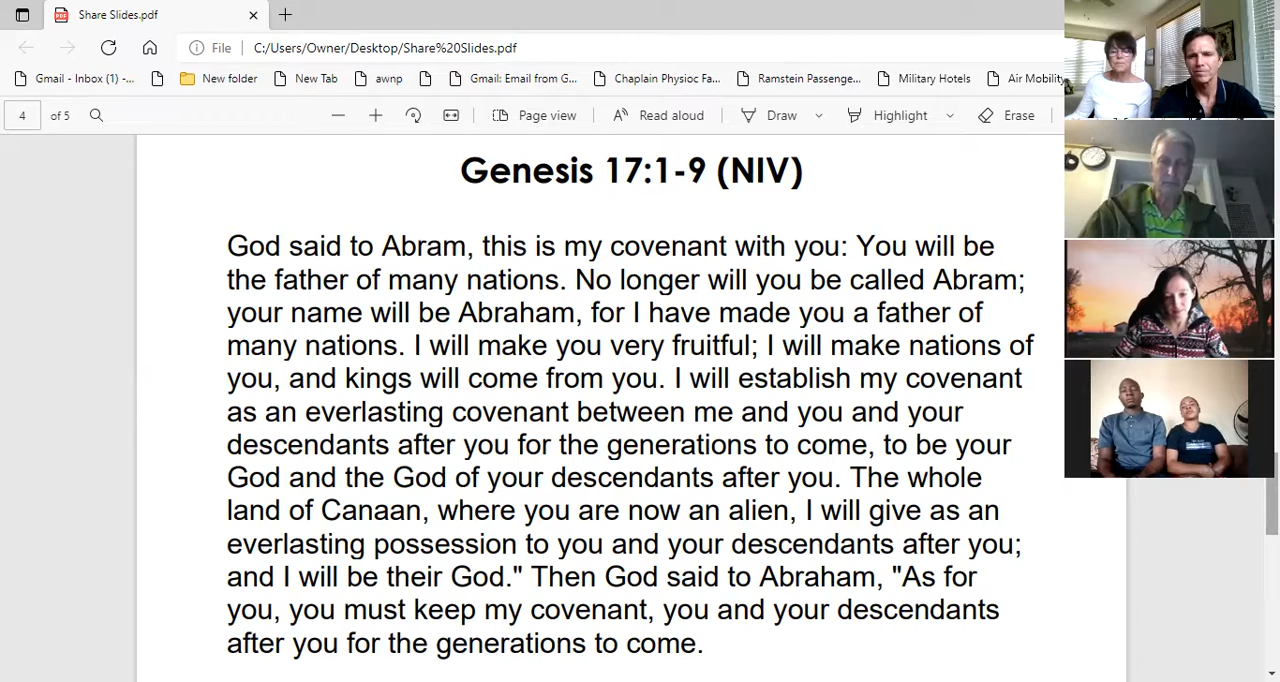 Share Slides.pdf
File C:/Users/Owner/Desktop/Share%20Slides.pdf
Gmail - Inbox (1) -... New folder New Tab awnp Gmail: Email from G... Chaplain Physioc Fa... Ramstein Passenge... Military Hotels Air Mobility
4 of 5 Page view Read aloud Draw Highlight Erase
Genesis 17:1-9 (NIV)
God said to Abram, this is my covenant with you: You will be
the father of many nations. No longer will you be called Abram;
your name will be Abraham, for I have made you a father of
many nations. I will make you very fruitful; I will make nations of
you, and kings will come from you. I will establish my covenant
as an everlasting covenant between me and you and your
descendants after you for the generations to come, to be your
God and the God of your descendants after you. The whole
land of Canaan, where you are now an alien, I will give as an
everlasting possession to you and your descendants after you;
and I will be their God." Then God said to Abraham, "As for
you, you must keep my covenant, you and your descendants
after you for the generations to come.